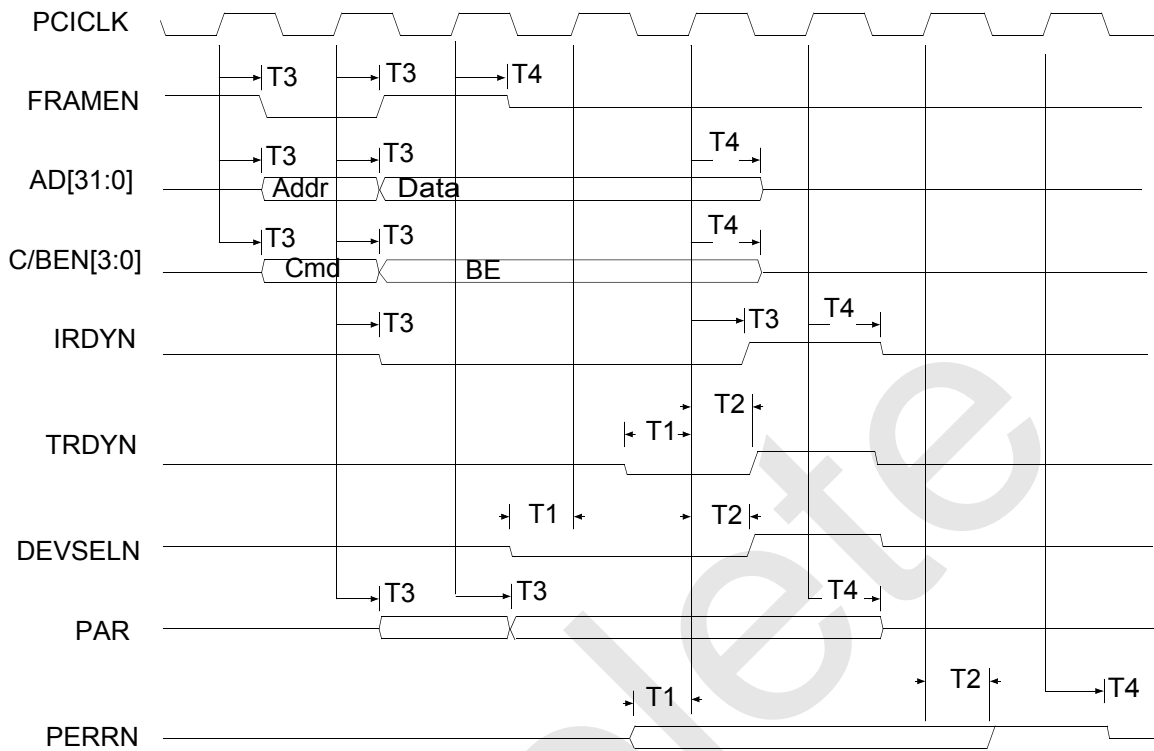 PCICLK
T3 T3 T4
FRAMEN
T3 T3 T4
AD[31:0]
Addr Data
T3 T3 T4
C/BEN[3:0]
Cmd BE
T3 T3 T4
IRDYN
T2
T1
TRDYN
T1 T2
DEVSELN
T3 T3 T4
PAR
T1 T2 T4
PERRN